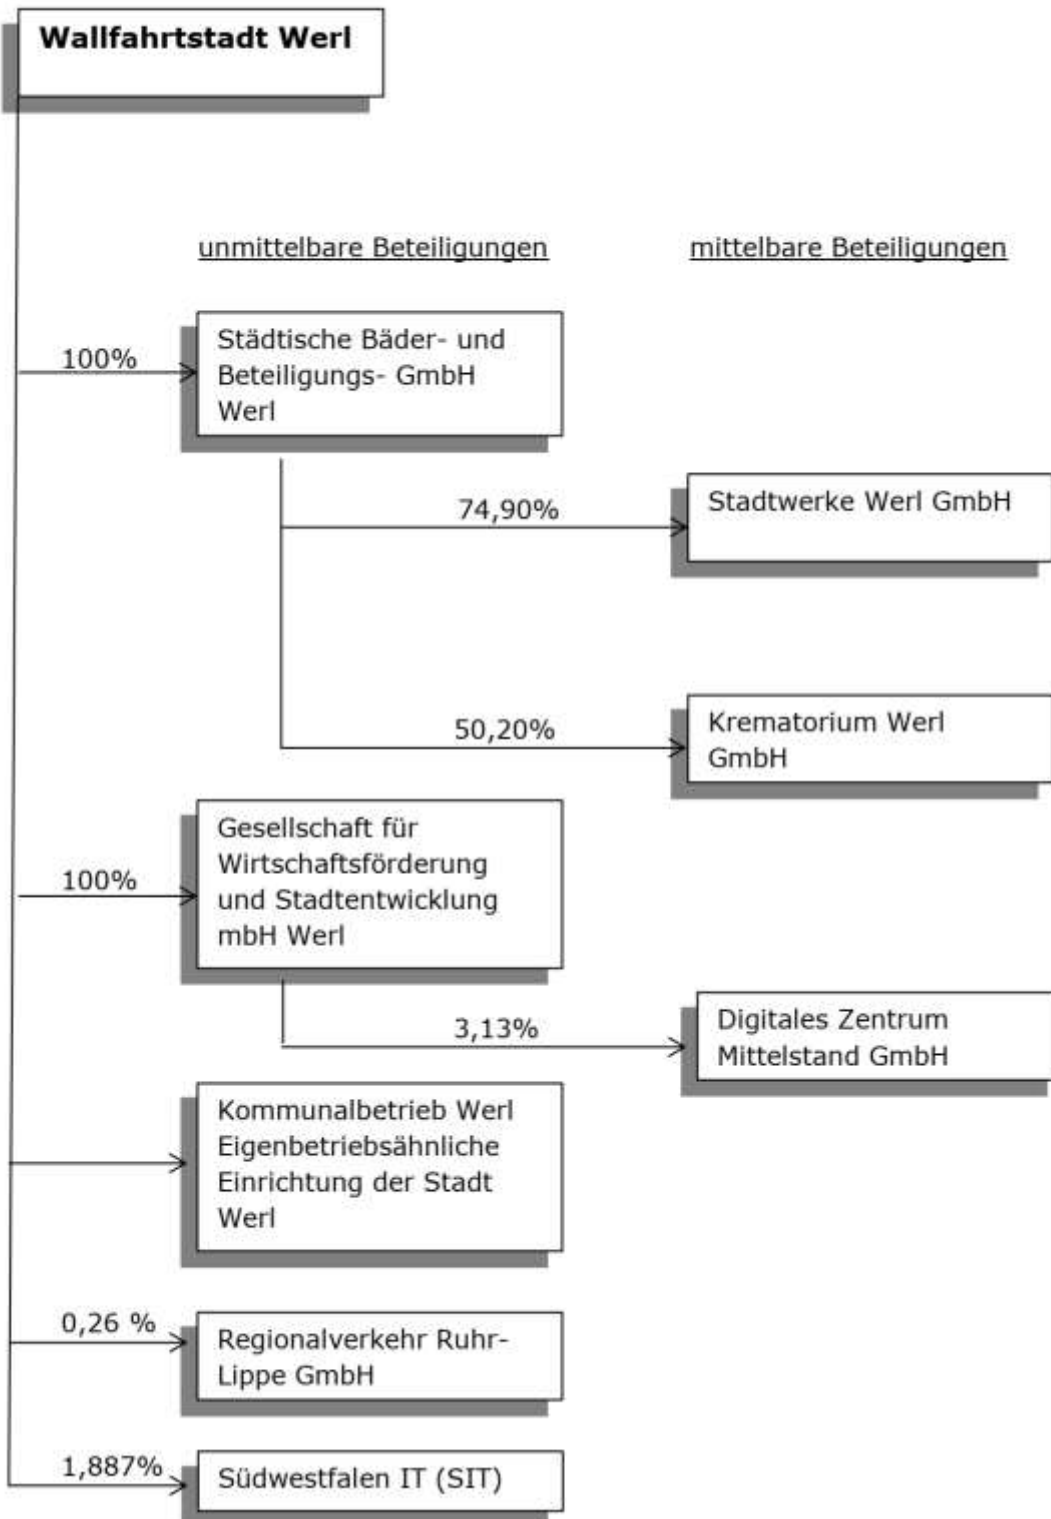 Wallfahrtstadt Werl
unmittelbare Beteiligungen
mittelbare Beteiligungen
100%
Städtische Bäder- und
Beteiligungs- GmbH
Werl
74,90%
Stadtwerke Werl GmbH
50,20%
Krematorium Werl
GmbH
100%
Gesellschaft für
Wirtschaftsförderung
und Stadtentwicklung
mbH Werl
3,13%
Digitales Zentrum
Mittelstand GmbH
Kommunalbetrieb Werl
Eigenbetriebsähnliche
Einrichtung der Stadt
Werl
0,26 %
Regionalverkehr Ruhr-
Lippe GmbH
1,887%
Südwestfalen IT (SIT)